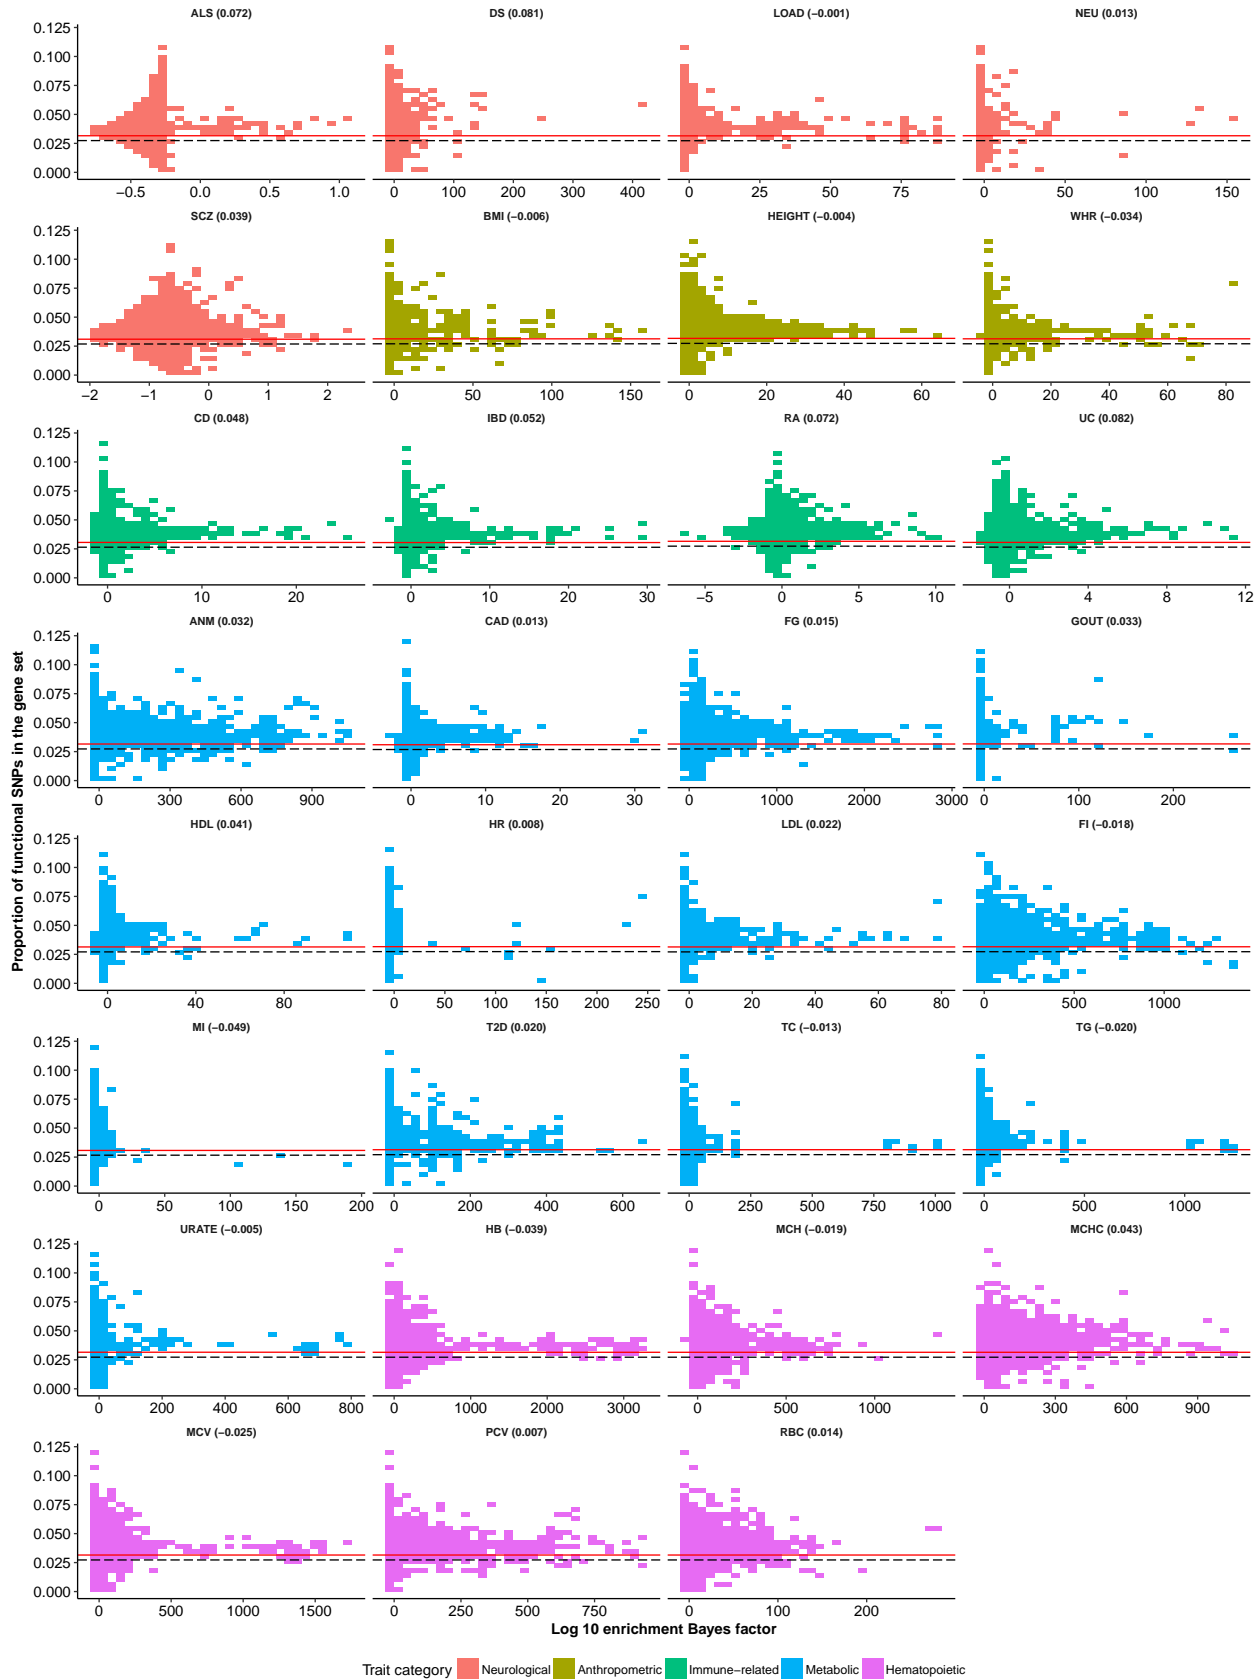 ALS (0.072) DS (0.081) LOAD (−0.001) NEU (0.013)
0.125
0.100
0.075
0.050
0.025
0.000
−0.5 0.0 0.5 1.0 0 100 200 300 400 0 25 50 75 0 50 100 150
SCZ (0.039) BMI (−0.006) HEIGHT (−0.004) WHR (−0.034)
0.125
0.100
0.075
0.050
0.025
0.000
−2 −1 0 1 2 0 50 100 150 0 20 40 60 0 20 40 60 80
CD (0.048) IBD (0.052) RA (0.072) UC (0.082)
0.125
0.100
0.075
0.050
0.025
0.000
0 10 20 0 10 20 30 −5 0 5 10 0 4 8 12
ANM (0.032) CAD (0.013) FG (0.015) GOUT (0.033)
0.125
0.100
0.075
0.050
0.025
0.000
0 300 600 900 0 10 20 30 0 1000 2000 3000 0 100 200
Proportion of functional SNPs in the gene set
HDL (0.041) HR (0.008) LDL (0.022) FI (−0.018)
0.125
0.100
0.075
0.050
0.025
0.000
0 40 80 0 50 100 150 200 250 0 20 40 60 80 0 500 1000
MI (−0.049) T2D (0.020) TC (−0.013) TG (−0.020)
0.125
0.100
0.075
0.050
0.025
0.000
0 50 100 150 200 0 200 400 600 0 250 500 750 1000 0 500 1000
URATE (−0.005) HB (−0.039) MCH (−0.019) MCHC (0.043)
0.125
0.100
0.075
0.050
0.025
0.000
0 200 400 600 800 0 1000 2000 3000 0 500 1000 0 300 600 900
MCV (−0.025) PCV (0.007) RBC (0.014)
0.125
0.100
0.075
0.050
0.025
0.000
0 500 1000 1500 0 250 500 750 0 100 200
Log 10 enrichment Bayes factor
Trait category Neurological Anthropometric Immune−related Metabolic Hematopoietic